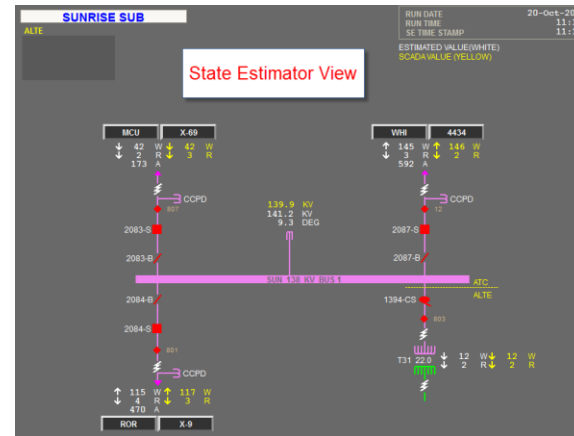 SUNRISE SUB
RUN DATE 20-Oct-20
RUN TIME 11:
SE TIME STAMP 11:
ALTE
ESTIMATED VALUE(WHITE)
SCADA VALUE (YELLOW)
State Estimator View
MCU X-69
↓ 42 W ↓ 42 W
↓ 2 R ↓ 3 R
173 A
WHI 4434
↑ 145 W ↑ 146 W
↓ 3 R ↓ 2 R
592 A
CCPD
807
CCPD
12
139.9 KV
141.2 KV
9.3 DEG
2083-S
2087-S
2083-B
2087-B
SUN 138 KV BUS 1
ATC
ALTE
2084-B
1394-CS
2084-S
803
801
T31 22.0 ↓ 12 W ↓ 12 W
↓ 2 R ↓ 2 R
CCPD
↑ 115 W ↑ 117 W
↓ 4 R ↓ 3 R
470 A
ROR X-9